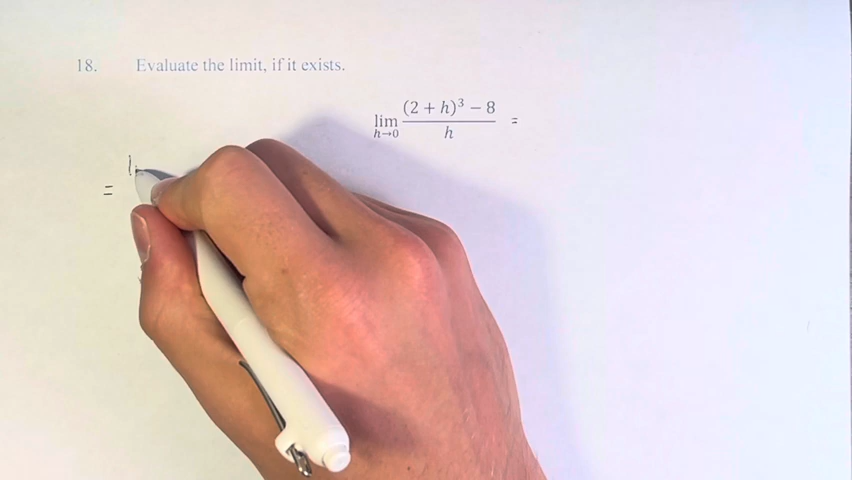 18. Evaluate the limit, if it exists.
lim h→0 (2 + h)³ − 8 / h =
=